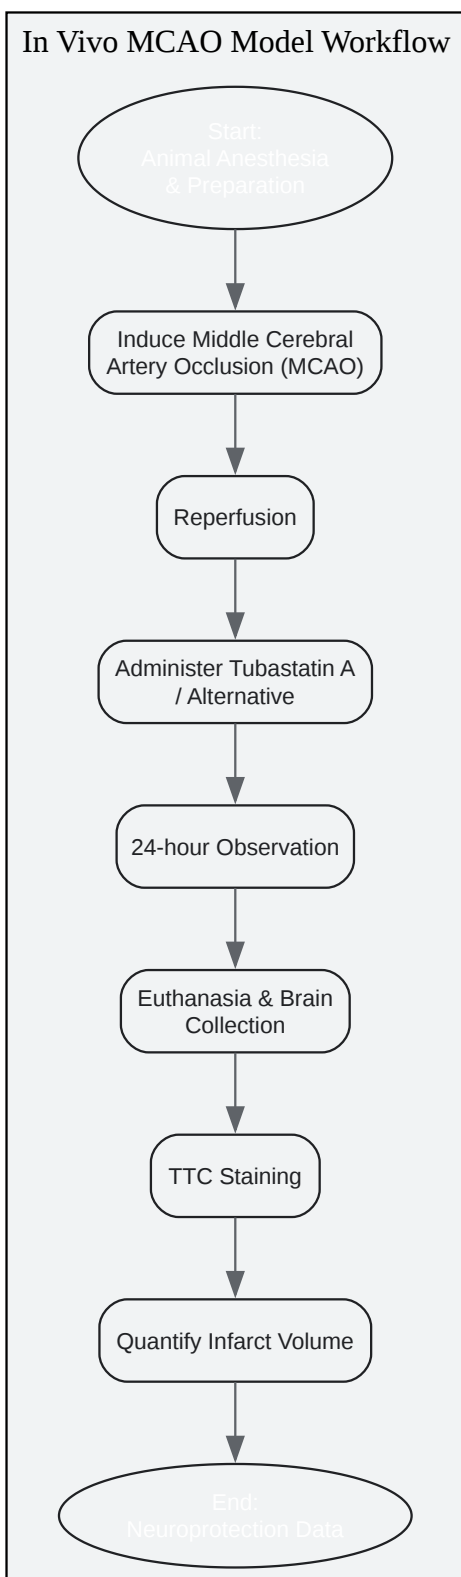 In Vivo MCAO Model Workflow
Start:
Animal Anesthesia
& Preparation
Induce Middle Cerebral
Artery Occlusion (MCAO)
Reperfusion
Administer Tubastatin A
/ Alternative
24-hour Observation
Euthanasia & Brain
Collection
TTC Staining
Quantify Infarct Volume
End:
Neuroprotection Data